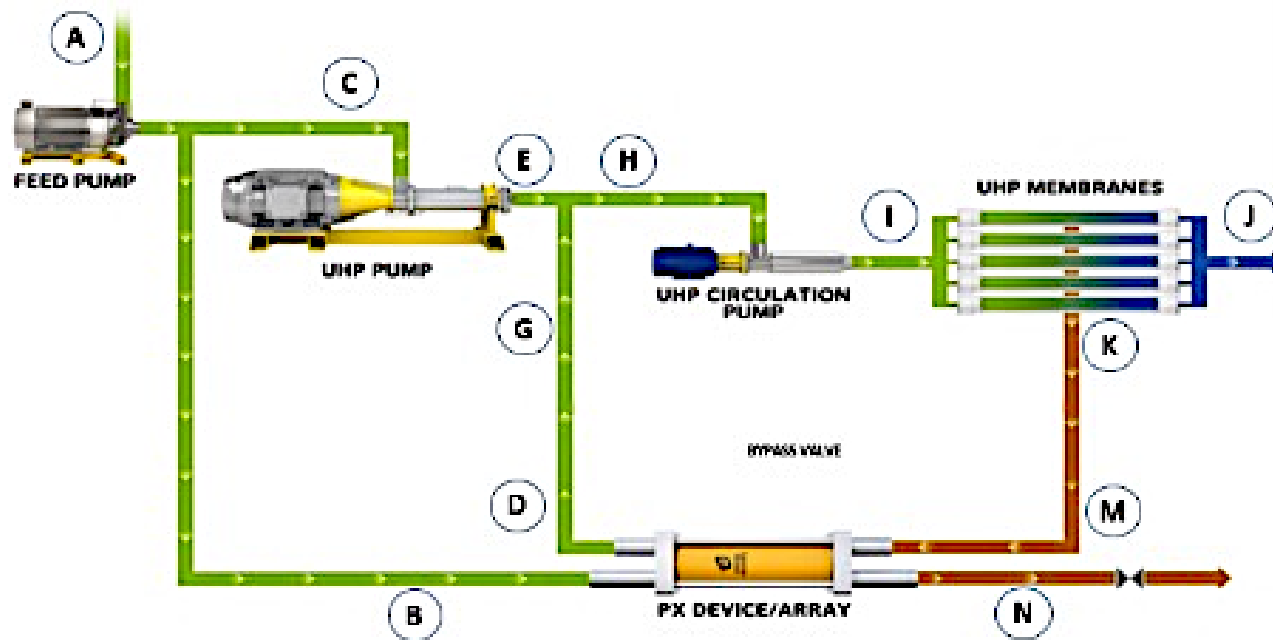 A
C
FEED PUMP
E
H
UHP MEMBRANES
I
J
UHP PUMP
UHP CIRCULATION
PUMP
G
K
BYPASS VALVE
D
M
PX DEVICE/ARRAY
B
N